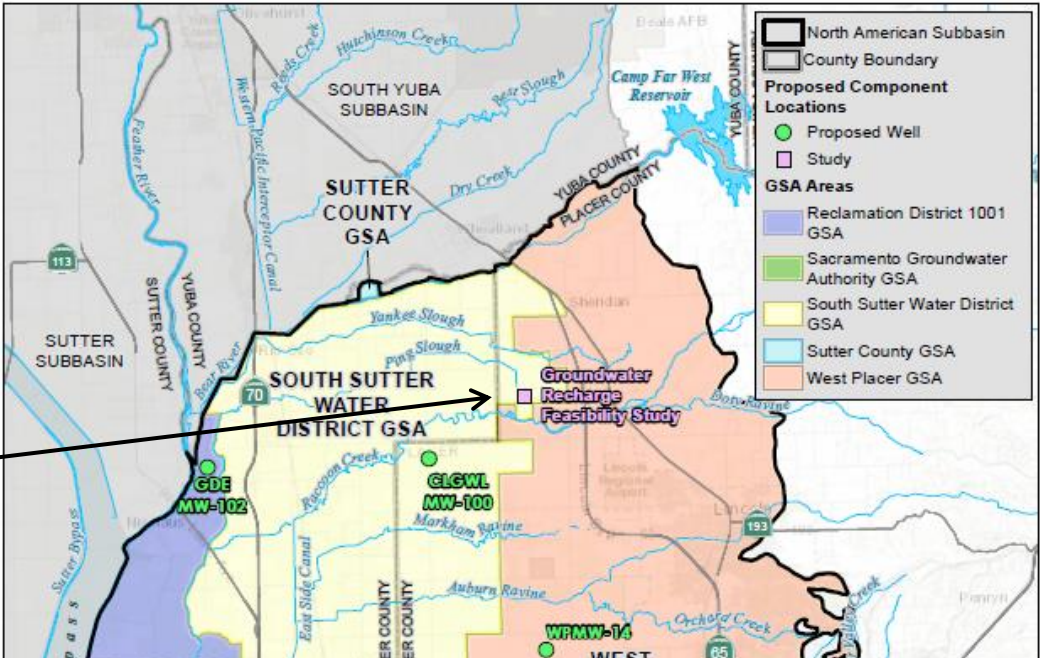 North American Subbasin
County Boundary
Proposed Component
Locations
Proposed Well
Study
GSA Areas
Reclamation District 1001
GSA
Sacramento Groundwater
Authority GSA
South Sutter Water District
GSA
Sutter County GSA
West Placer GSA
Beale AFB
Reeds Creek
Hutchinson Creek
SOUTH YUBA
SUBBASIN
Best Slough
Camp Far West
Reservoir
YUBA COUNTY
Feather River
Western Pacific Interceptor Canal
Dry Creek
YUBA COUNTY
PLACER COUNTY
SUTTER
COUNTY
GSA
113
SUTTER COUNTY
YUBA COUNTY
SUTTER
SUBBASIN
Bear River
Yankee Slough
Ping Slough
Sheridan
70
SOUTH SUTTER
WATER
DISTRICT GSA
Groundwater
Recharge
Feasibility Study
Doty Ravine
Raccoon Creek
GDE
MW-102
CLGWL
MW-100
Lincoln
Regional
Airport
Lincoln
193
Nicolaus
Markham Ravine
Sutter Bypass
East Side Canal
Auburn Ravine
Orchard Creek
Penryn
ER COUNTY
ER COUNTY
WPMW-14
WEST
65